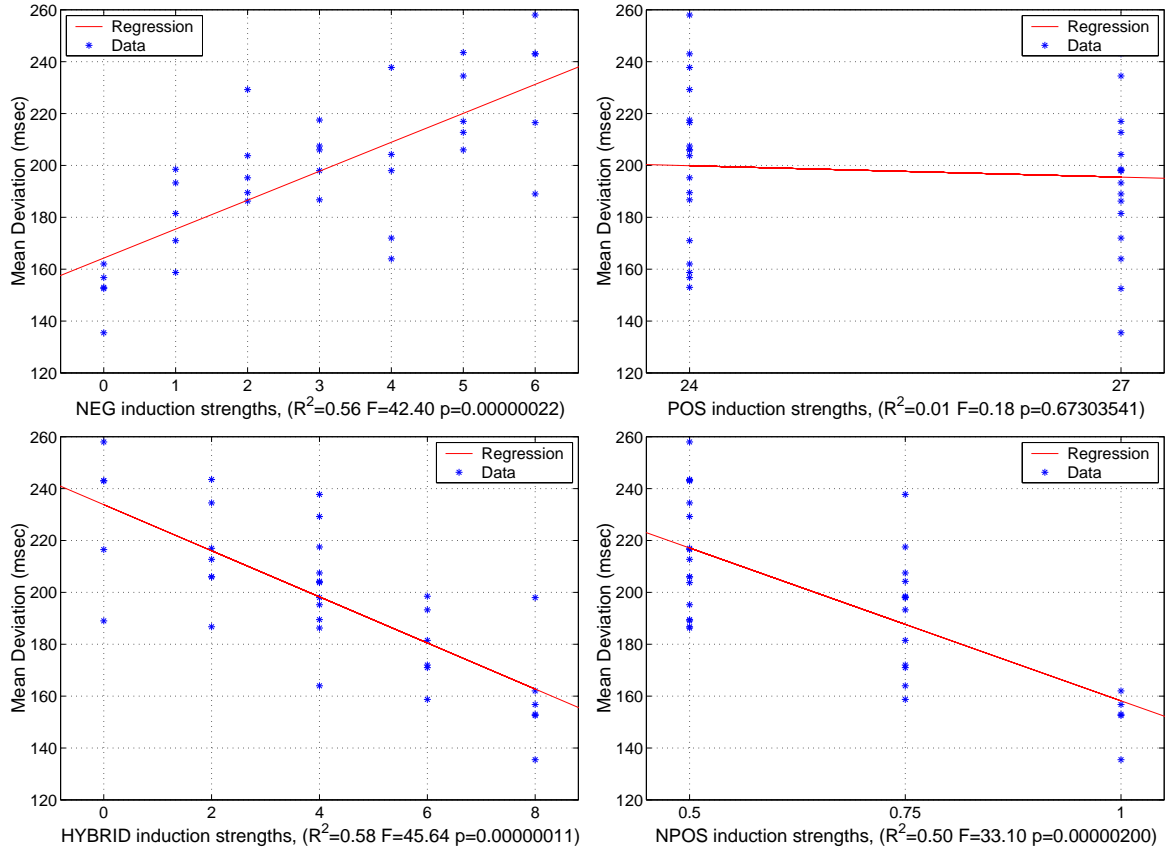 260
240
220
200
180
160
140
120
Mean Deviation (msec)
Regression
Data
0 1 2 3 4 5 6
NEG induction strengths, (R²=0.56 F=42.40 p=0.00000022)
260
240
220
200
180
160
140
120
Mean Deviation (msec)
Regression
Data
24 27
POS induction strengths, (R²=0.01 F=0.18 p=0.67303541)
260
240
220
200
180
160
140
120
Mean Deviation (msec)
Regression
Data
0 2 4 6 8
HYBRID induction strengths, (R²=0.58 F=45.64 p=0.00000011)
260
240
220
200
180
160
140
120
Mean Deviation (msec)
Regression
Data
0.5 0.75 1
NPOS induction strengths, (R²=0.50 F=33.10 p=0.00000200)